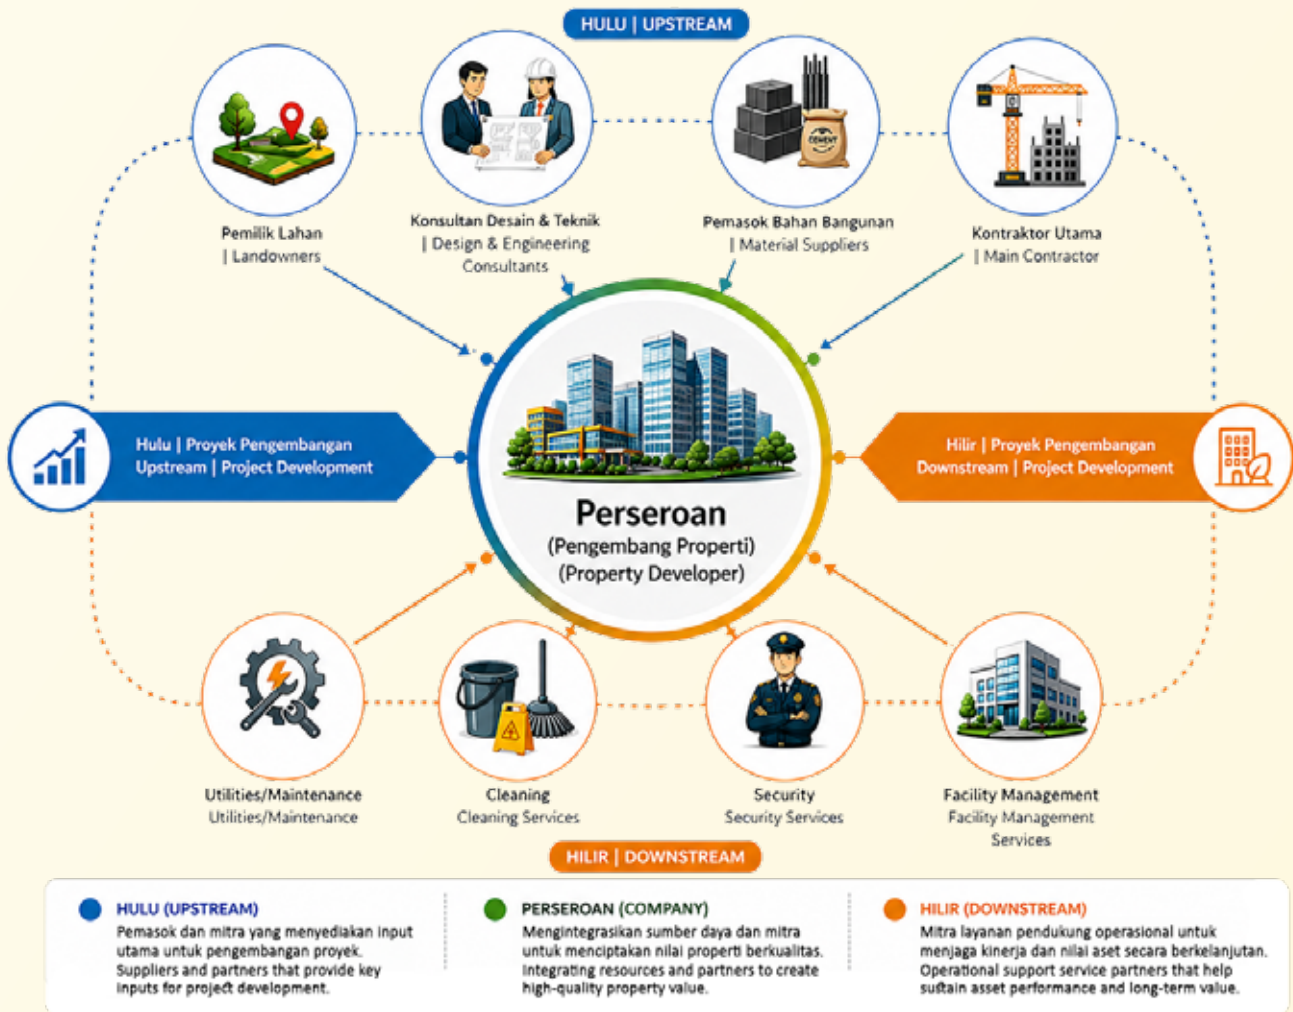 HULU | UPSTREAM
CEMENT
Pemilik Lahan
| Landowners
Konsultan Desain & Teknik
| Design & Engineering
Consultants
Pemasok Bahan Bangunan
| Material Suppliers
Kontraktor Utama
| Main Contractor
Hulu | Proyek Pengembangan
Upstream | Project Development
Hilir | Proyek Pengembangan
Downstream | Project Development
Perseroan
(Pengembang Properti)
(Property Developer)
Utilities/Maintenance
Utilities/Maintenance
Cleaning
Cleaning Services
Security
Security Services
Facility Management
Facility Management
Services
HILIR | DOWNSTREAM
HULU (UPSTREAM)
Pemasok dan mitra yang menyediakan input
utama untuk pengembangan proyek.
Suppliers and partners that provide key
inputs for project development.
PERSEROAN (COMPANY)
Mengintegrasikan sumber daya dan mitra
untuk menciptakan nilai properti berkualitas.
Integrating resources and partners to create
high-quality property value.
HILIR (DOWNSTREAM)
Mitra layanan pendukung operasional untuk
menjaga kinerja dan nilai aset secara berkelanjutan.
Operational support service partners that help
sustain asset performance and long-term value.